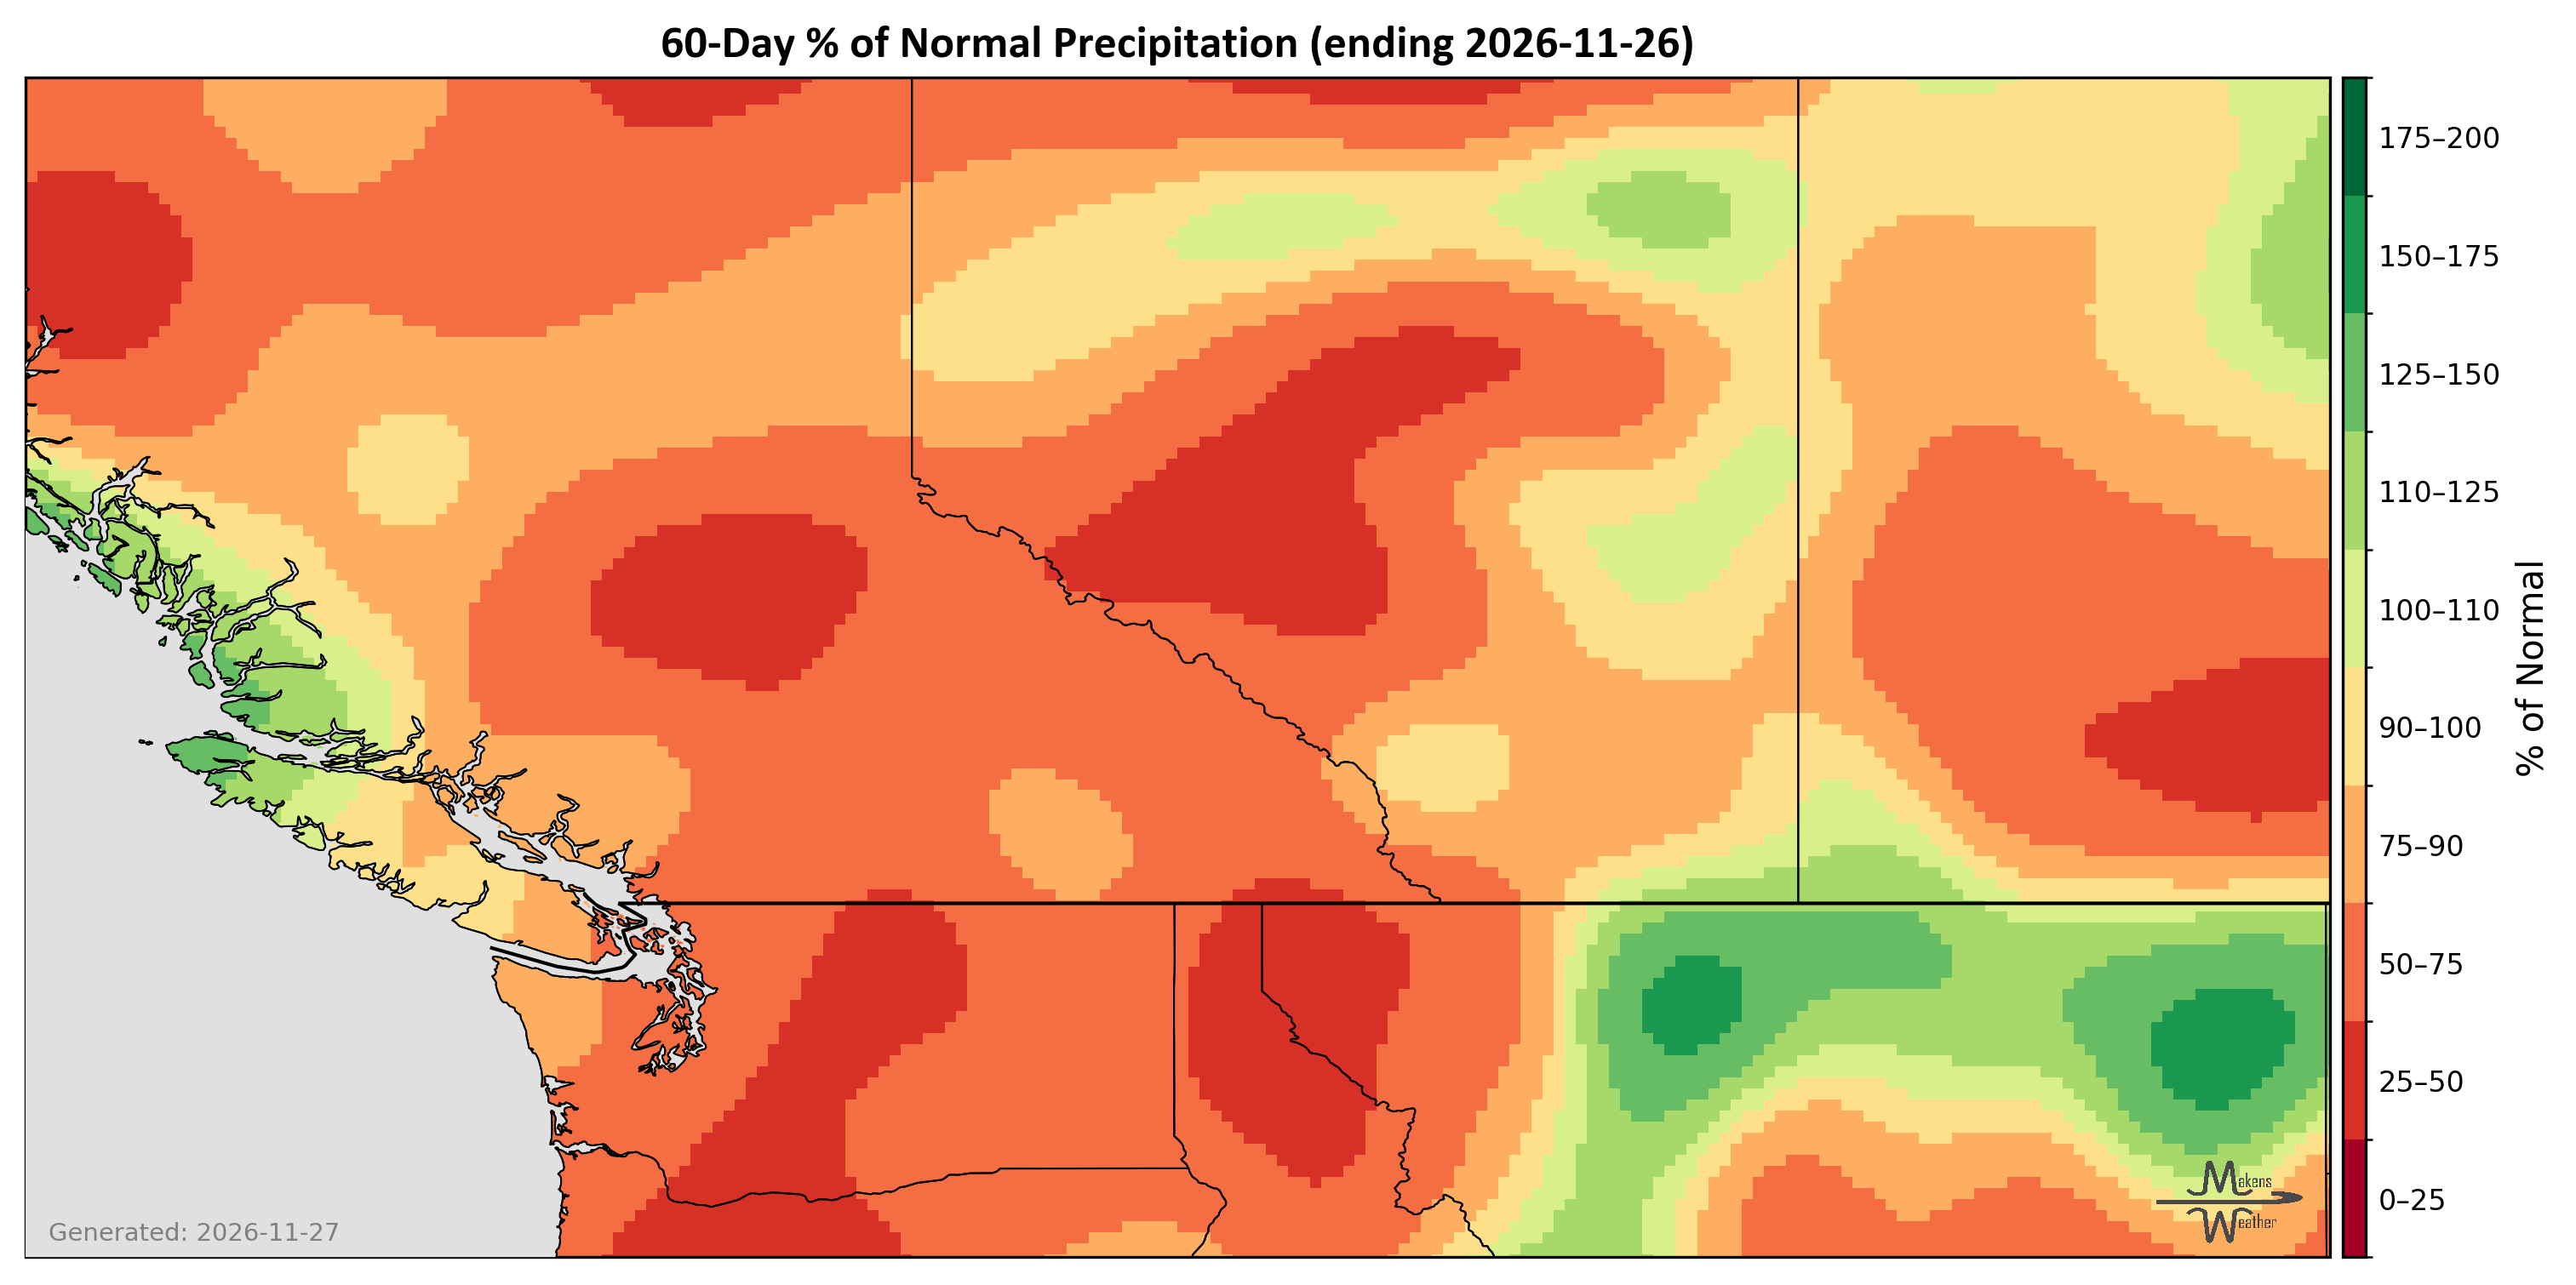 60-Day % of Normal Precipitation (ending 2026-11-26)
175–200
150–175
125–150
110–125
100–110
90–100
75–90
50–75
25–50
0–25
% of Normal
Makens
Weather
Generated: 2026-11-27